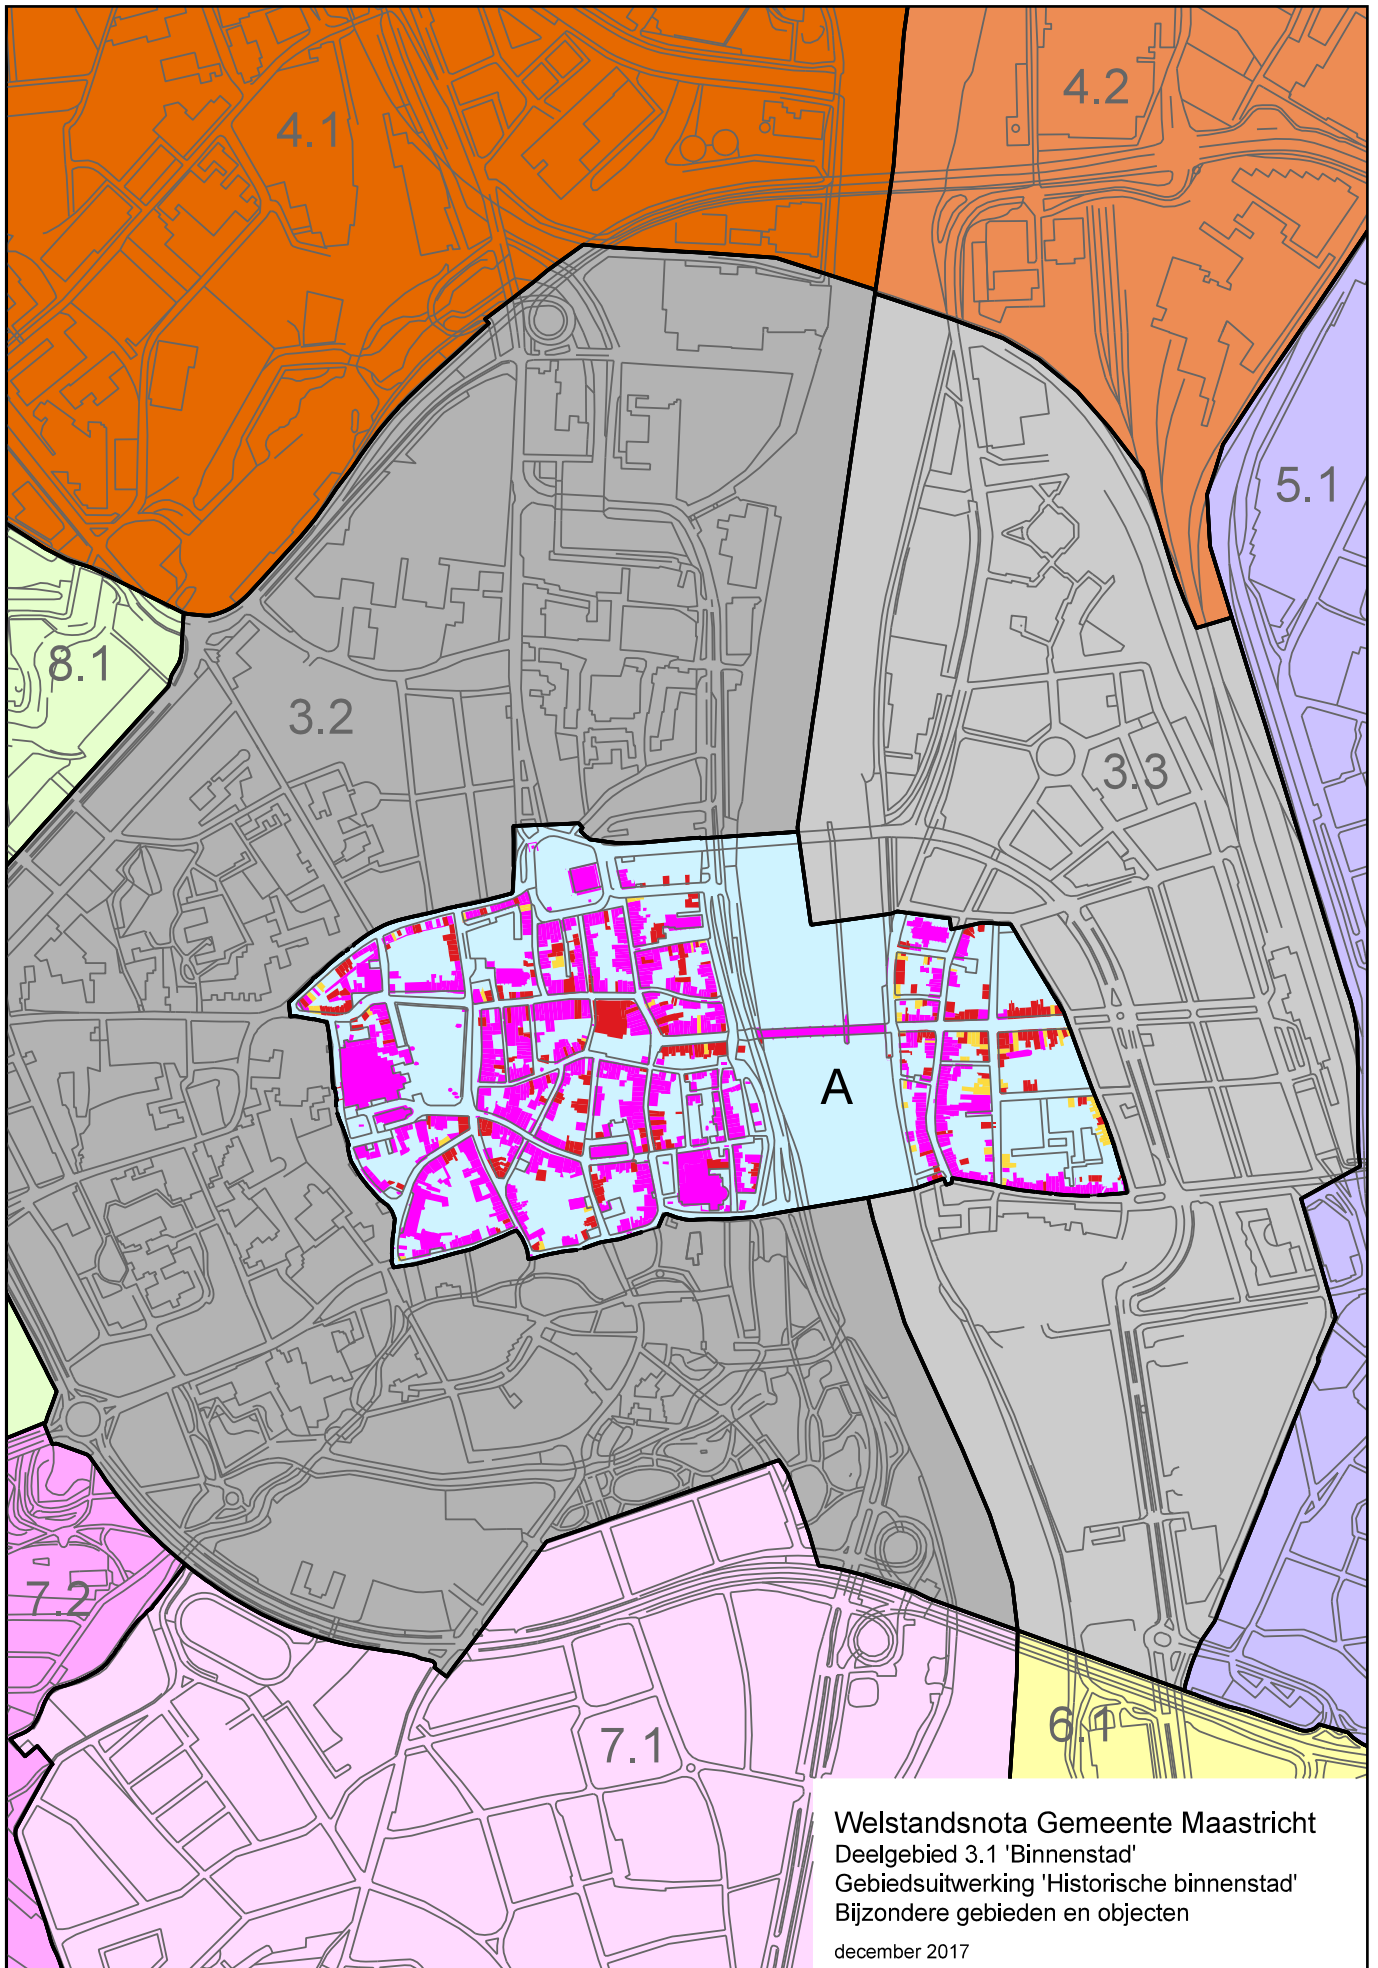 4.1
4.2
5.1
8.1
3.2
3.3
A
7.2
7.1
6.1
Welstandsnota Gemeente Maastricht
Deelgebied 3.1 'Binnenstad'
Gebiedsuitwerking 'Historische binnenstad'
Bijzondere gebieden en objecten
december 2017